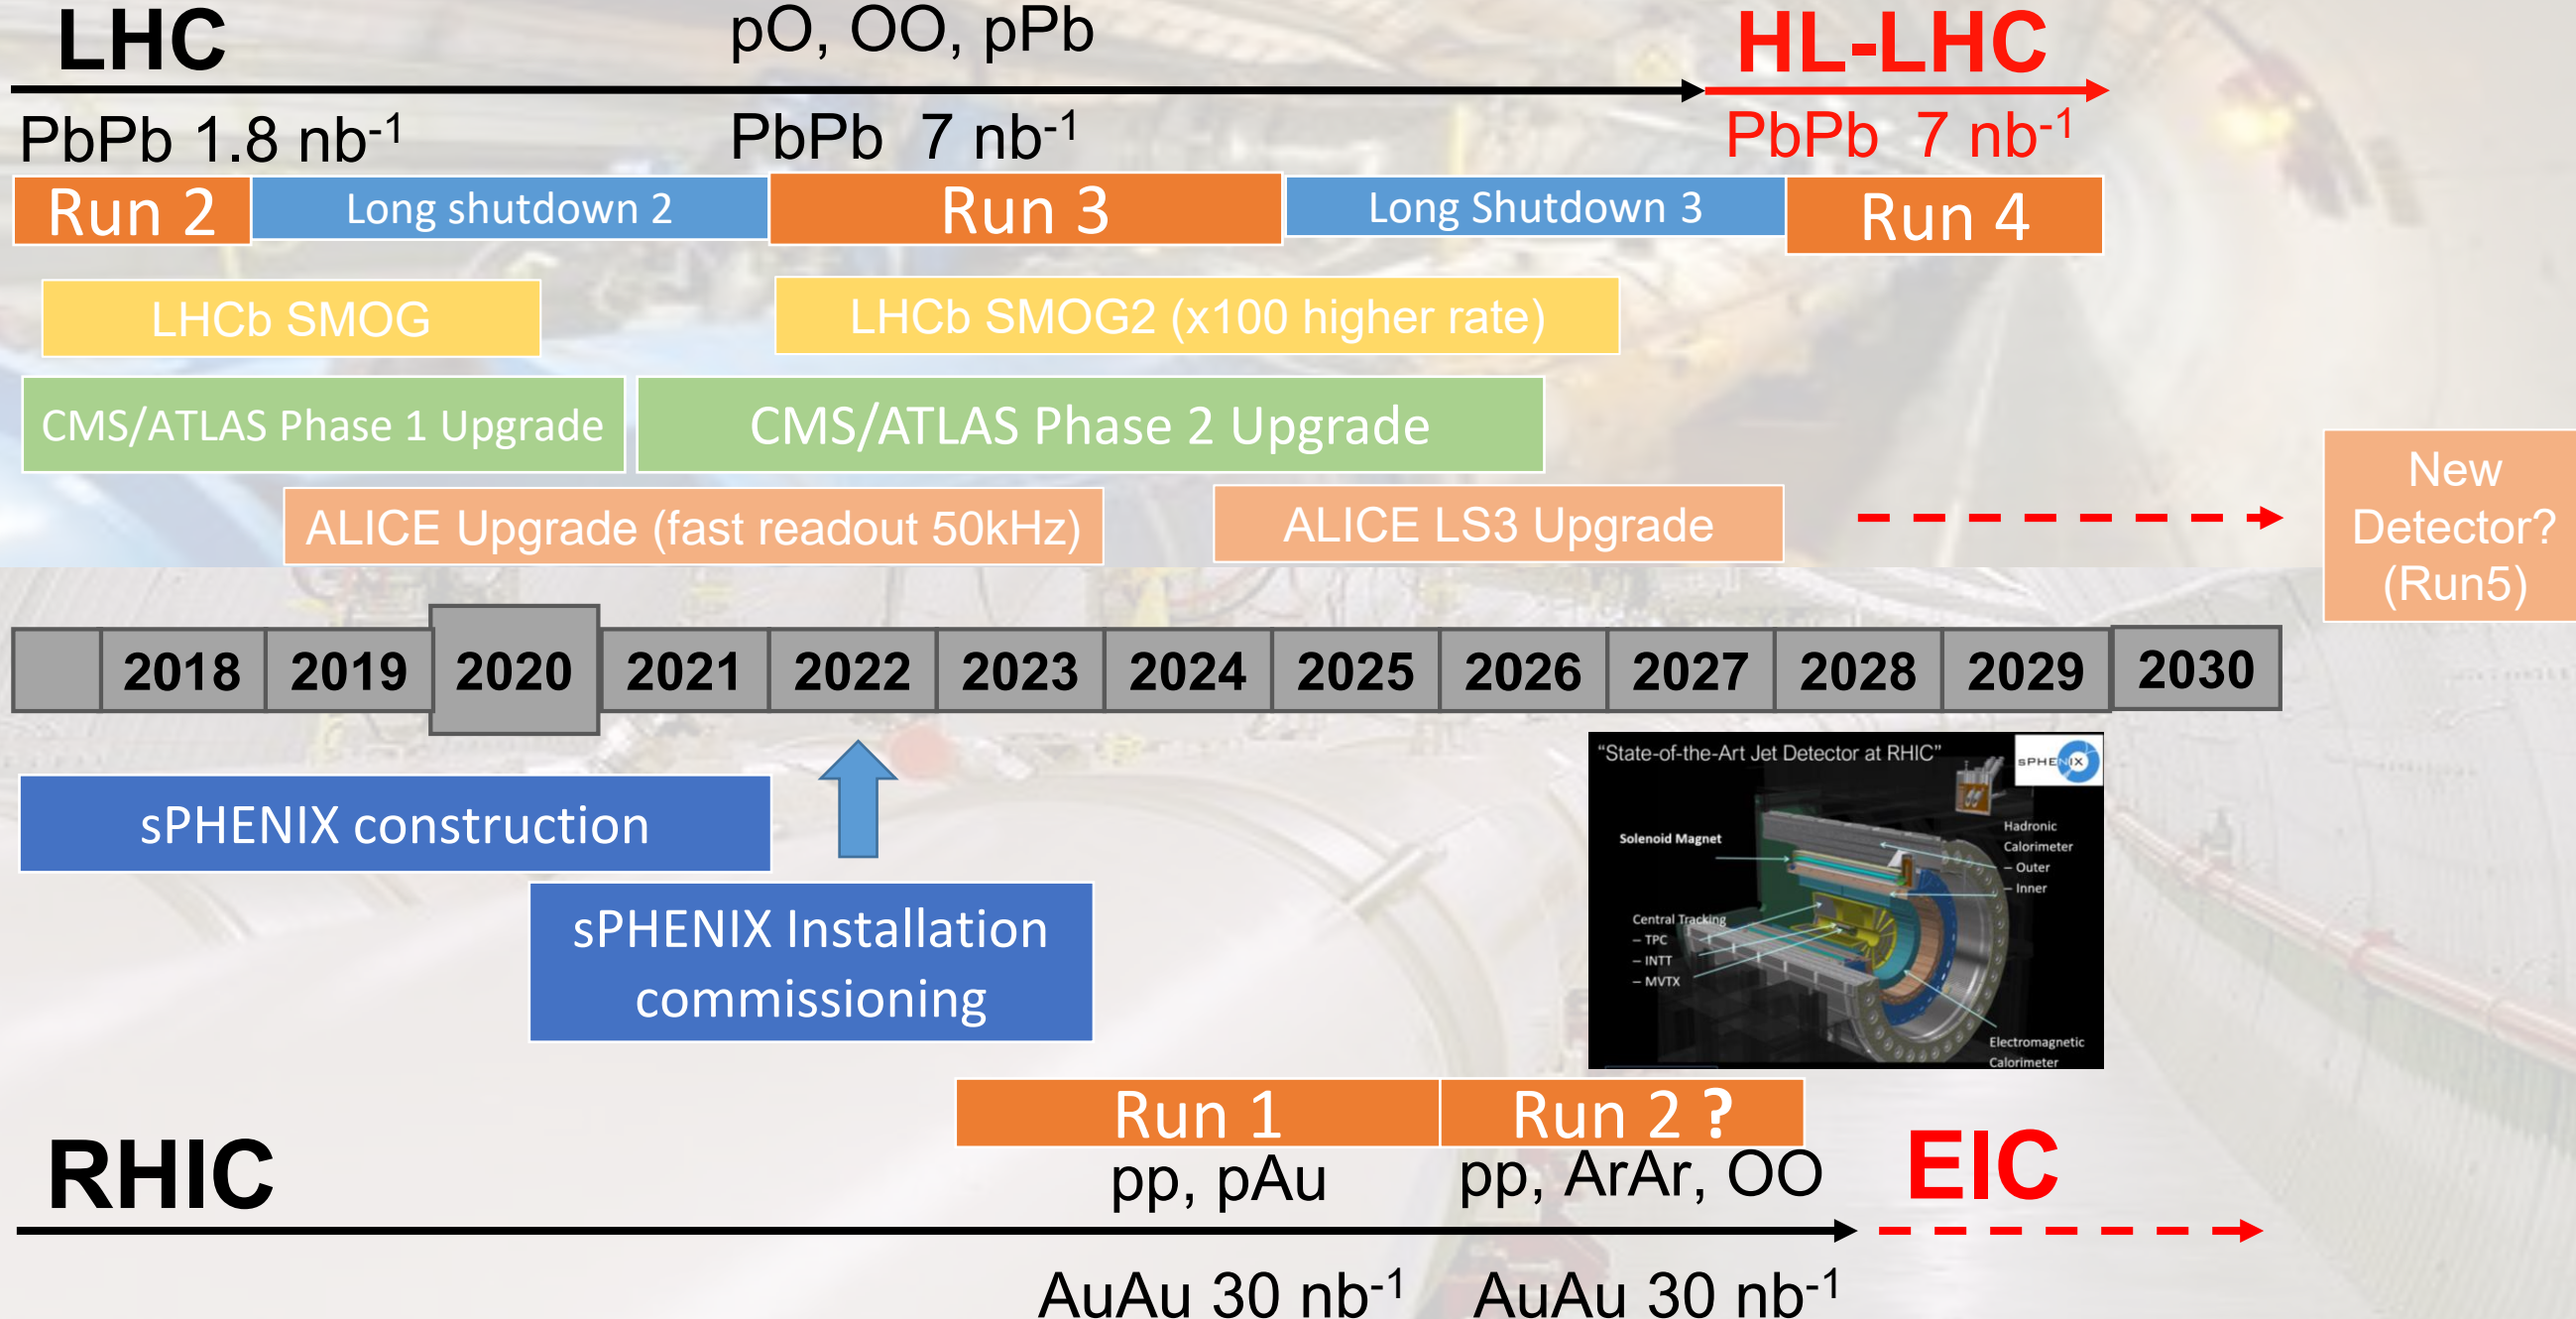 LHC
pO, OO, pPb
HL-LHC
PbPb 1.8 nb-1
PbPb 7 nb-1
PbPb 7 nb-1
Run 2
Long shutdown 2
Run 3
Long Shutdown 3
Run 4
LHCb SMOG
LHCb SMOG2 (x100 higher rate)
CMS/ATLAS Phase 1 Upgrade
CMS/ATLAS Phase 2 Upgrade
ALICE Upgrade (fast readout 50kHz)
ALICE LS3 Upgrade
New
Detector?
(Run5)
2018
2019
2020
2021
2022
2023
2024
2025
2026
2027
2028
2029
2030
sPHENIX construction
sPHENIX Installation
commissioning
"State-of-the-Art Jet Detector at RHIC"
sPHENIX
Solenoid Magnet
Hadronic
Calorimeter
– Outer
– Inner
Central Tracking
– TPC
– INTT
– MVTX
Electromagnetic
Calorimeter
Run 1
Run 2 ?
RHIC
pp, pAu
pp, ArAr, OO
EIC
AuAu 30 nb-1
AuAu 30 nb-1